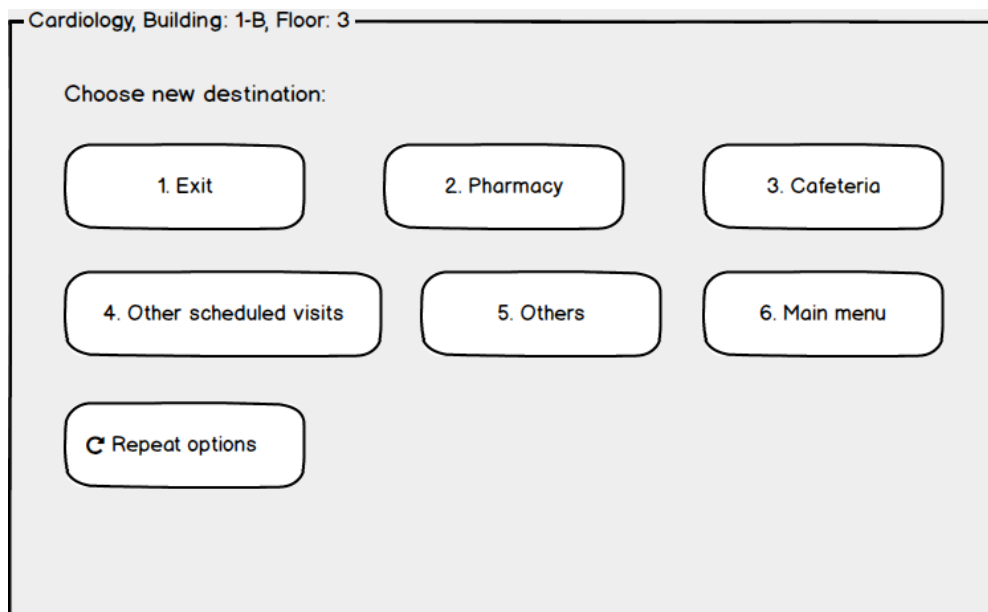 Cardiology, Building: 1-B, Floor: 3
Choose new destination:
1. Exit
2. Pharmacy
3. Cafeteria
4. Other scheduled visits
5. Others
6. Main menu
Repeat options